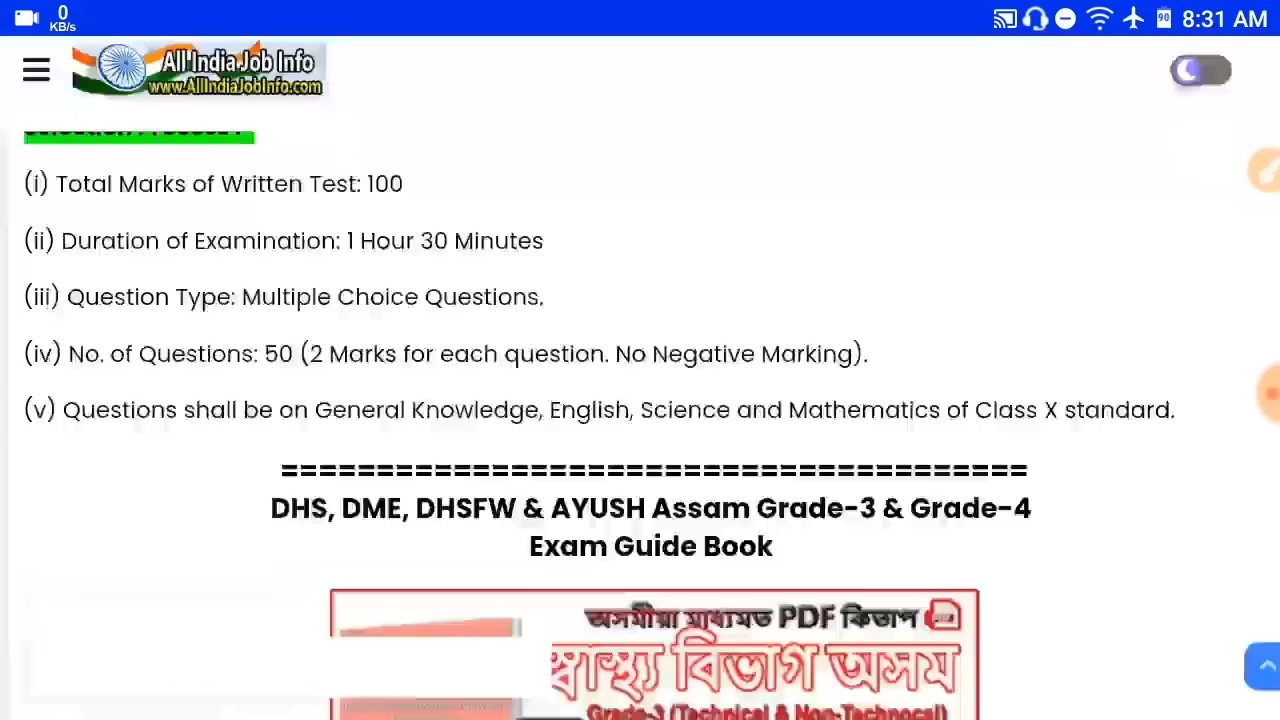 0
KB/s
90
8:31 AM
All India Job Info
www.AllIndiaJobInfo.com
(i) Total Marks of Written Test: 100
(ii) Duration of Examination: 1 Hour 30 Minutes
(iii) Question Type: Multiple Choice Questions.
(iv) No. of Questions: 50 (2 Marks for each question. No Negative Marking).
(v) Questions shall be on General Knowledge, English, Science and Mathematics of Class X standard.
=======================================
DHS, DME, DHSFW & AYUSH Assam Grade-3 & Grade-4
Exam Guide Book
অসমীয়া মাধ্যমত PDF কিতাপ
স্বাস্থ্য বিভাগ অসম
Grade-3 (Technical & Non-Technocal)